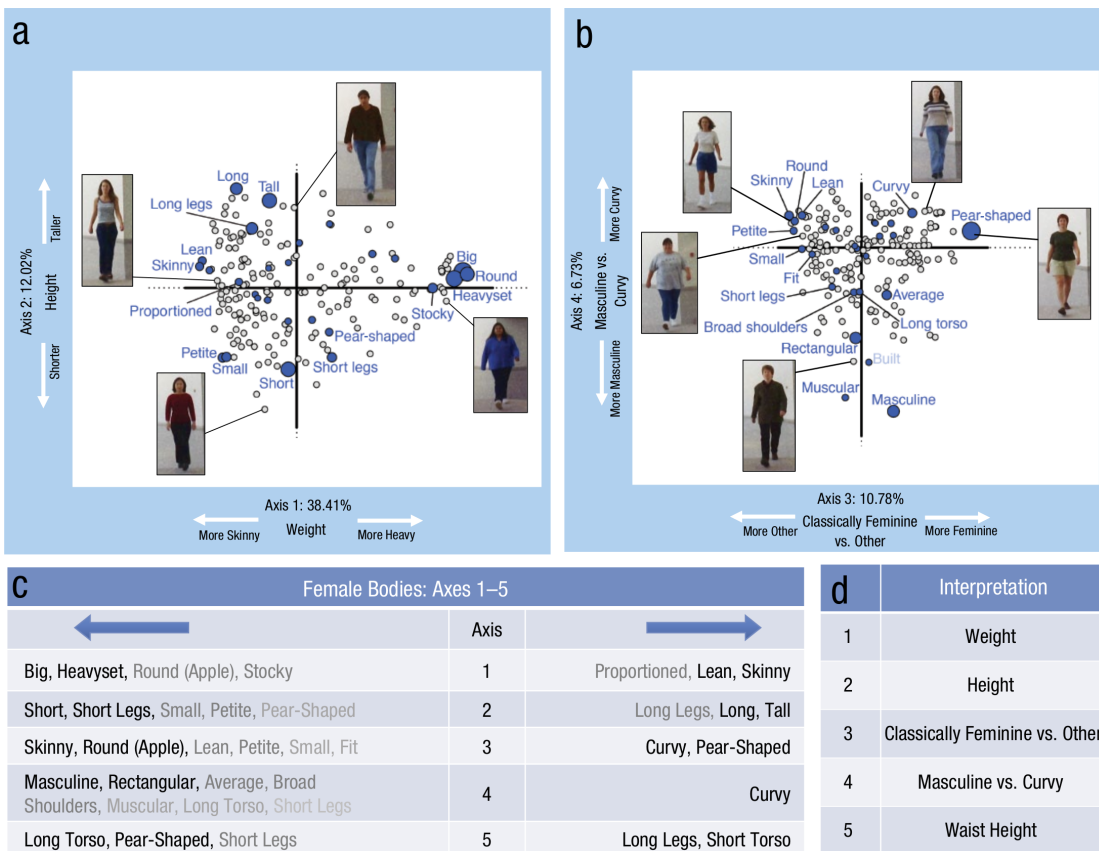 a
Long
Tall
Long legs
Lean
Skinny
Proportioned
Petite
Small
Short
Big
Round
Heavyset
Stocky
Pear-shaped
Short legs
Taller
Axis 2: 12.02%
Height
Shorter
Axis 1: 38.41%
More Skinny
Weight
More Heavy
b
Round
Skinny
Lean
Curvy
Pear-shaped
Petite
Small
Fit
Short legs
Average
Broad shoulders
Long torso
Rectangular
Built
Muscular
Masculine
More Curvy
Axis 4: 6.73%
Masculine vs.
Curvy
More Masculine
Axis 3: 10.78%
More Other
Classically Feminine
vs. Other
More Feminine
c
Female Bodies: Axes 1–5
Axis
Big, Heavyset, Round (Apple), Stocky 1 Proportioned, Lean, Skinny
Short, Short Legs, Small, Petite, Pear-Shaped 2 Long Legs, Long, Tall
Skinny, Round (Apple), Lean, Petite, Small, Fit 3 Curvy, Pear-Shaped
Masculine, Rectangular, Average, Broad
Shoulders, Muscular, Long Torso, Short Legs 4 Curvy
Long Torso, Pear-Shaped, Short Legs 5 Long Legs, Short Torso
d
Interpretation
1 Weight
2 Height
3 Classically Feminine vs. Other
4 Masculine vs. Curvy
5 Waist Height